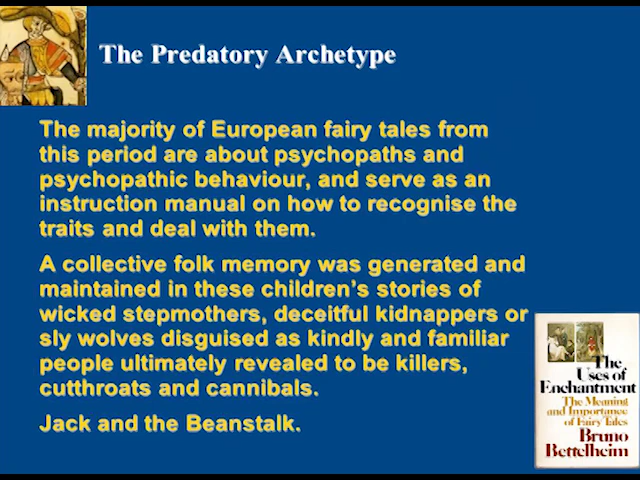 The Predatory Archetype
The majority of European fairy tales from
this period are about psychopaths and
psychopathic behaviour, and serve as an
instruction manual on how to recognise the
traits and deal with them.
A collective folk memory was generated and
maintained in these children's stories of
wicked stepmothers, deceitful kidnappers or
sly wolves disguised as kindly and familiar
people ultimately revealed to be killers,
cutthroats and cannibals.
Jack and the Beanstalk.
The
Uses of
Enchantment
The Meaning
and Importance
of Fairy Tales
Bruno
Bettelheim